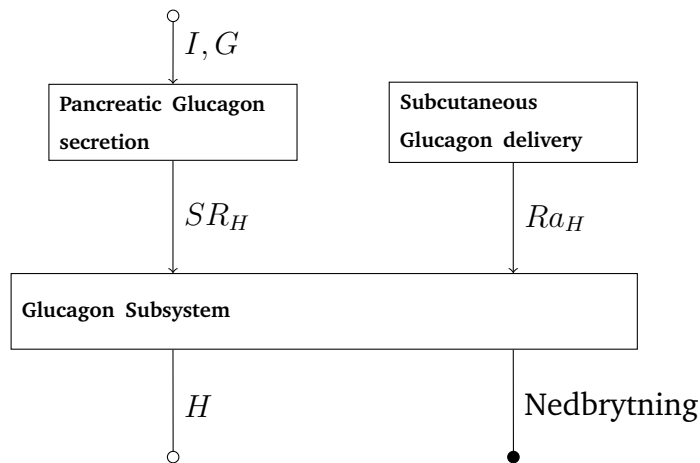 I, G
Pancreatic Glucagon
secretion
Subcutaneous
Glucagon delivery
SR_H
Ra_H
Glucagon Subsystem
H
Nedbrytning